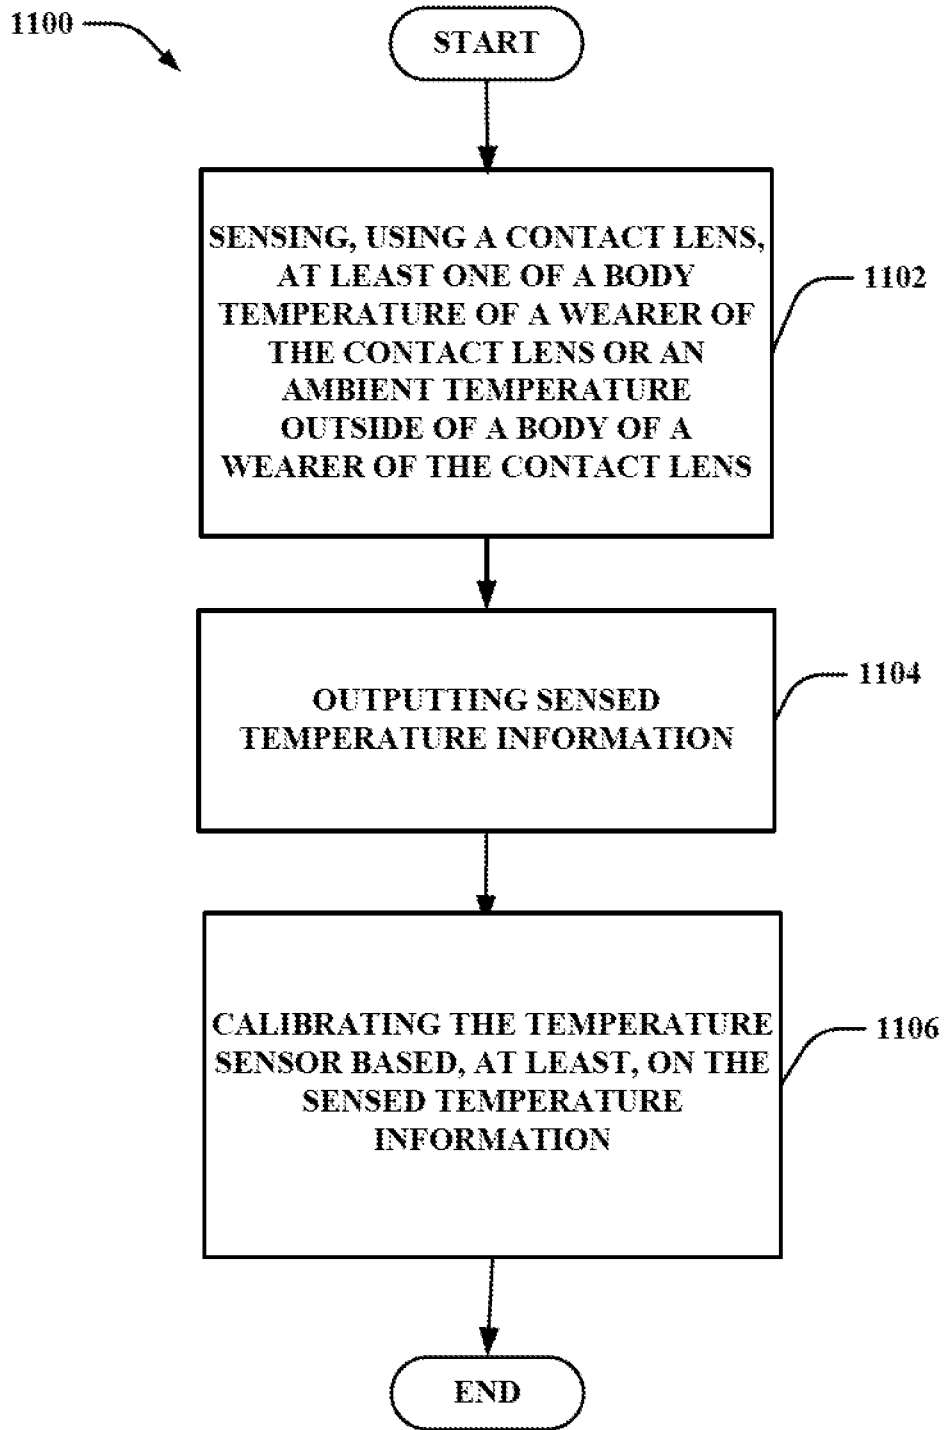 1100
START
SENSING, USING A CONTACT LENS,
AT LEAST ONE OF A BODY
TEMPERATURE OF A WEARER OF
THE CONTACT LENS OR AN
AMBIENT TEMPERATURE
OUTSIDE OF A BODY OF A
WEARER OF THE CONTACT LENS
1102
OUTPUTTING SENSED
TEMPERATURE INFORMATION
1104
CALIBRATING THE TEMPERATURE
SENSOR BASED, AT LEAST, ON THE
SENSED TEMPERATURE
INFORMATION
1106
END